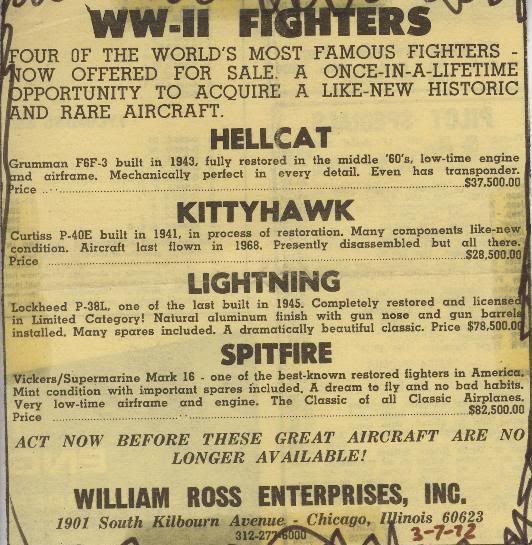 WW-II FIGHTERS
FOUR OF THE WORLD'S MOST FAMOUS FIGHTERS -
NOW OFFERED FOR SALE. A ONCE-IN-A-LIFETIME
OPPORTUNITY TO ACQUIRE A LIKE-NEW HISTORIC
AND RARE AIRCRAFT.
HELLCAT
Grumman F6F-3 built in 1943, fully restored in the middle '60's, low-time engine
and airframe. Mechanically perfect in every detail. Even has transponder.
Price ........ $37,500.00
KITTYHAWK
Curtiss P-40E built in 1941, in process of restoration. Many components like-new
condition. Aircraft last flown in 1968. Presently disassembled but all there.
Price ........ $28,500.00
LIGHTNING
Lockheed P-38L, one of the last built in 1945. Completely restored and licensed
in Limited Category! Natural aluminum finish with gun nose and gun barrels
installed. Many spares included. A dramatically beautiful classic. Price $78,500.00
SPITFIRE
Vickers/Supermarine Mark 16 - one of the best-known restored fighters in America.
Mint condition with important spares included. A dream to fly and no bad habits.
Very low-time airframe and engine. The Classic of all Classic Airplanes.
Price ........ $82,500.00
ACT NOW BEFORE THESE GREAT AIRCRAFT ARE NO
LONGER AVAILABLE!
WILLIAM ROSS ENTERPRISES, INC.
1901 South Kilbourn Avenue - Chicago, Illinois 60623
312-277-6000
3-7-72